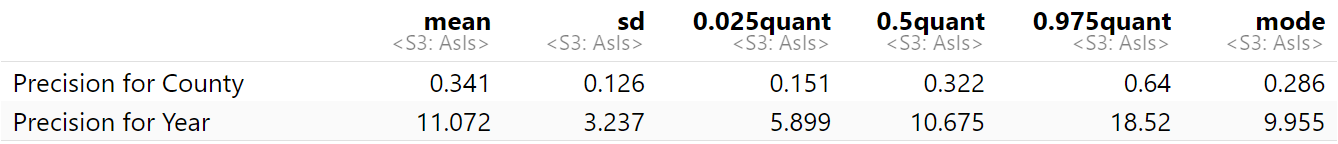 mean sd 0.025quant 0.5quant 0.975quant mode
<S3: AsIs> <S3: AsIs> <S3: AsIs> <S3: AsIs> <S3: AsIs> <S3: AsIs>
Precision for County 0.341 0.126 0.151 0.322 0.64 0.286
Precision for Year 11.072 3.237 5.899 10.675 18.52 9.955